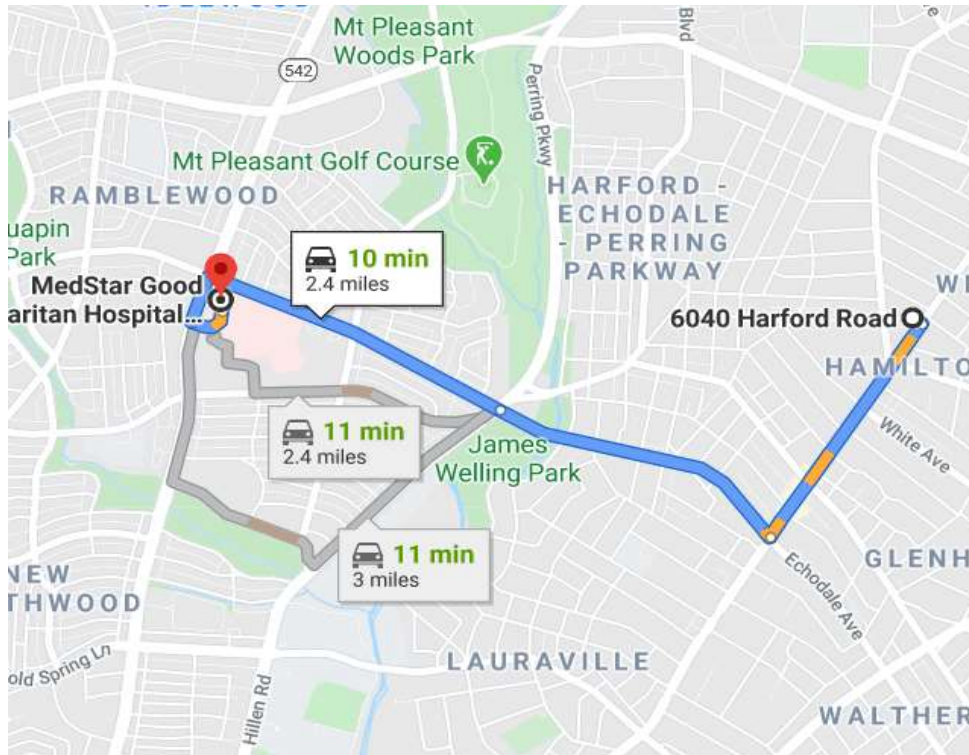 Mt Pleasant
Woods Park
Blvd
542
Perring Pkwy
Mt Pleasant Golf Course
RAMBLEWOOD
HARFORD -
ECHODALE
- PERRING
PARKWAY
uapin
Park
MedStar Good
aritan Hospital...
10 min
2.4 miles
6040 Harford Road
HAMILTO
11 min
2.4 miles
White Ave
James
Welling Park
11 min
3 miles
GLENH
Echodale Ave
NEW
THWOOD
old Spring Ln
Hillen Rd
LAURAVILLE
WALTHER